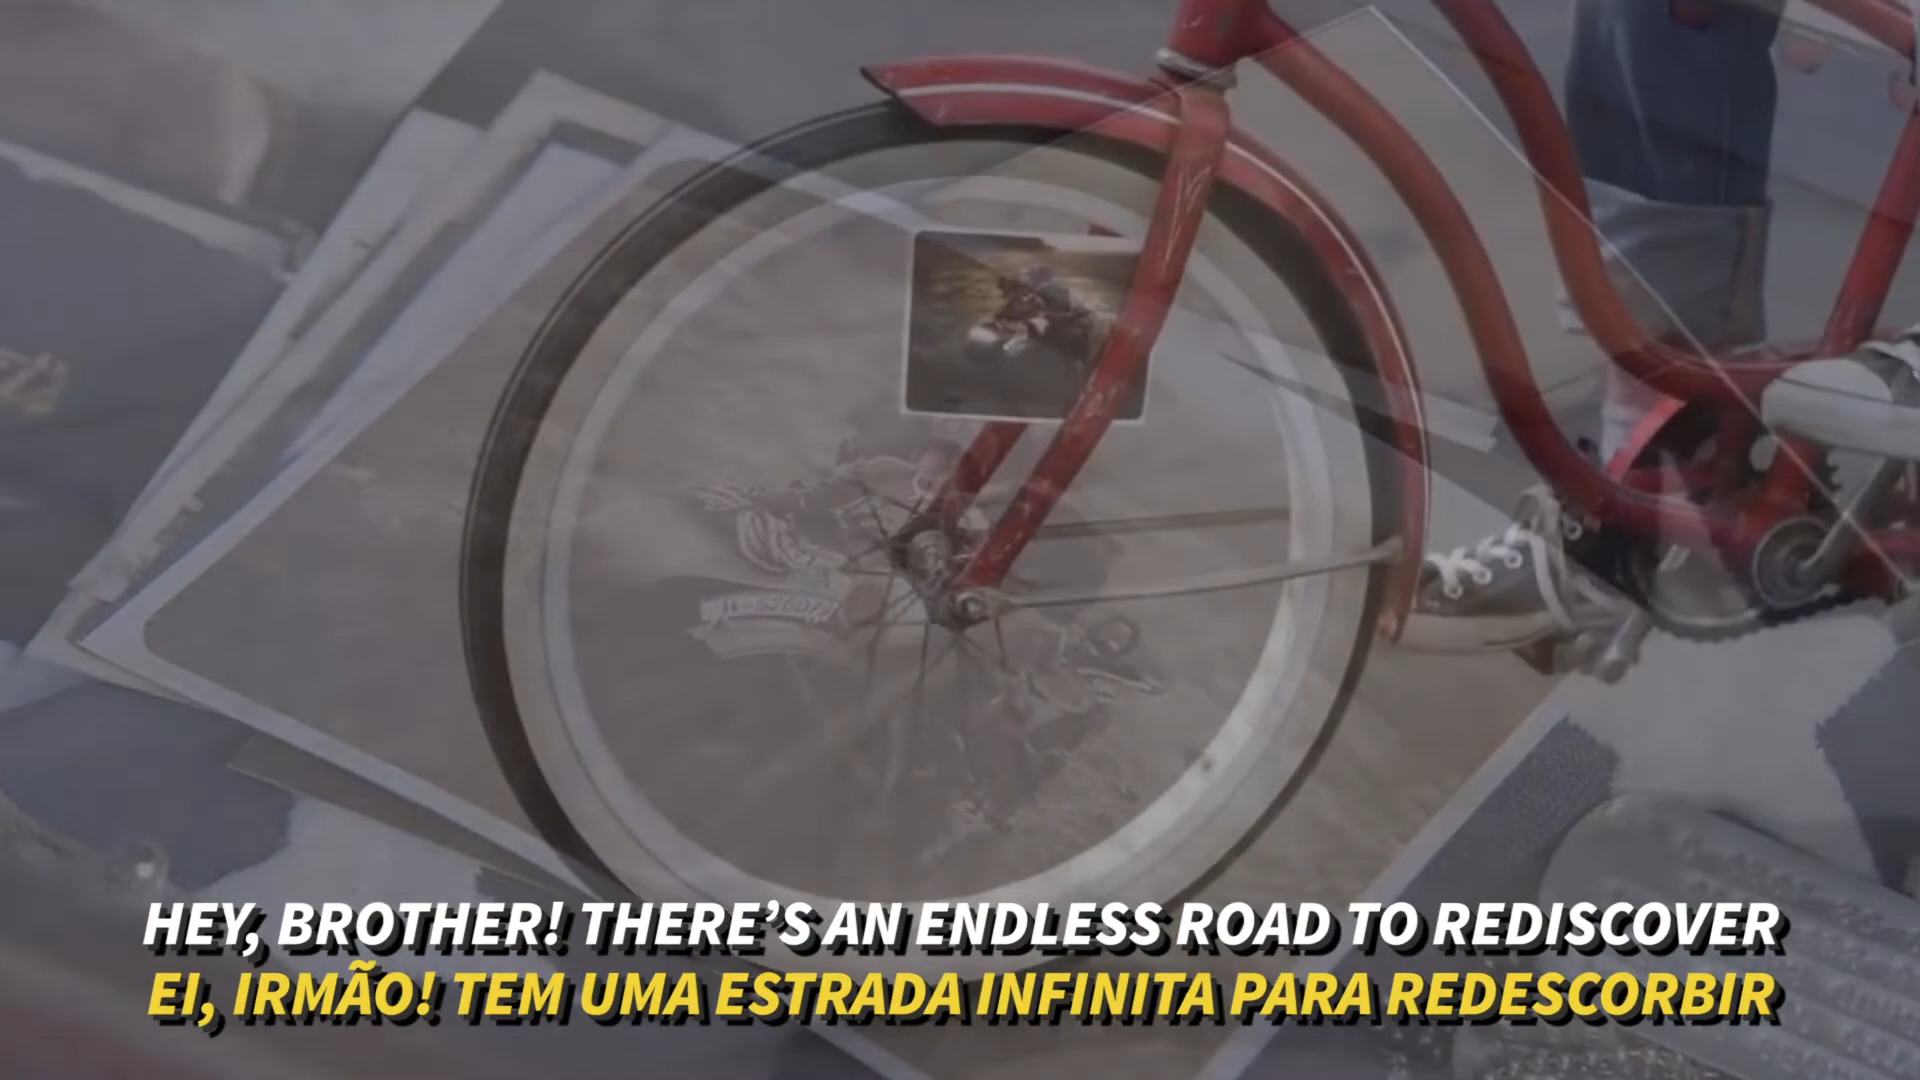 HEY, BROTHER! THERE’S AN ENDLESS ROAD TO REDISCOVER
EI, IRMÃO! TEM UMA ESTRADA INFINITA PARA REDESCORBIR